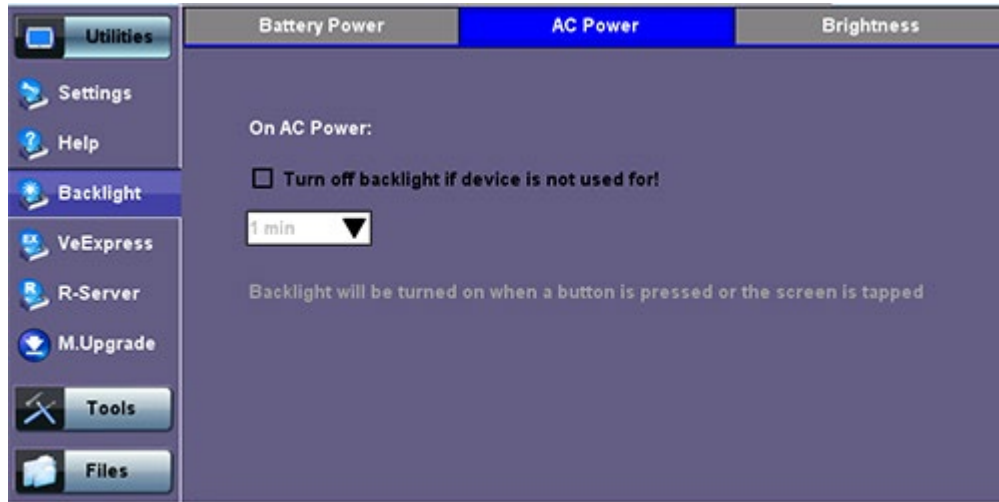 Utilities
Battery Power
AC Power
Brightness
Settings
Help
Backlight
VeExpress
R-Server
M.Upgrade
Tools
Files
On AC Power:
Turn off backlight if device is not used for!
1 min
Backlight will be turned on when a button is pressed or the screen is tapped